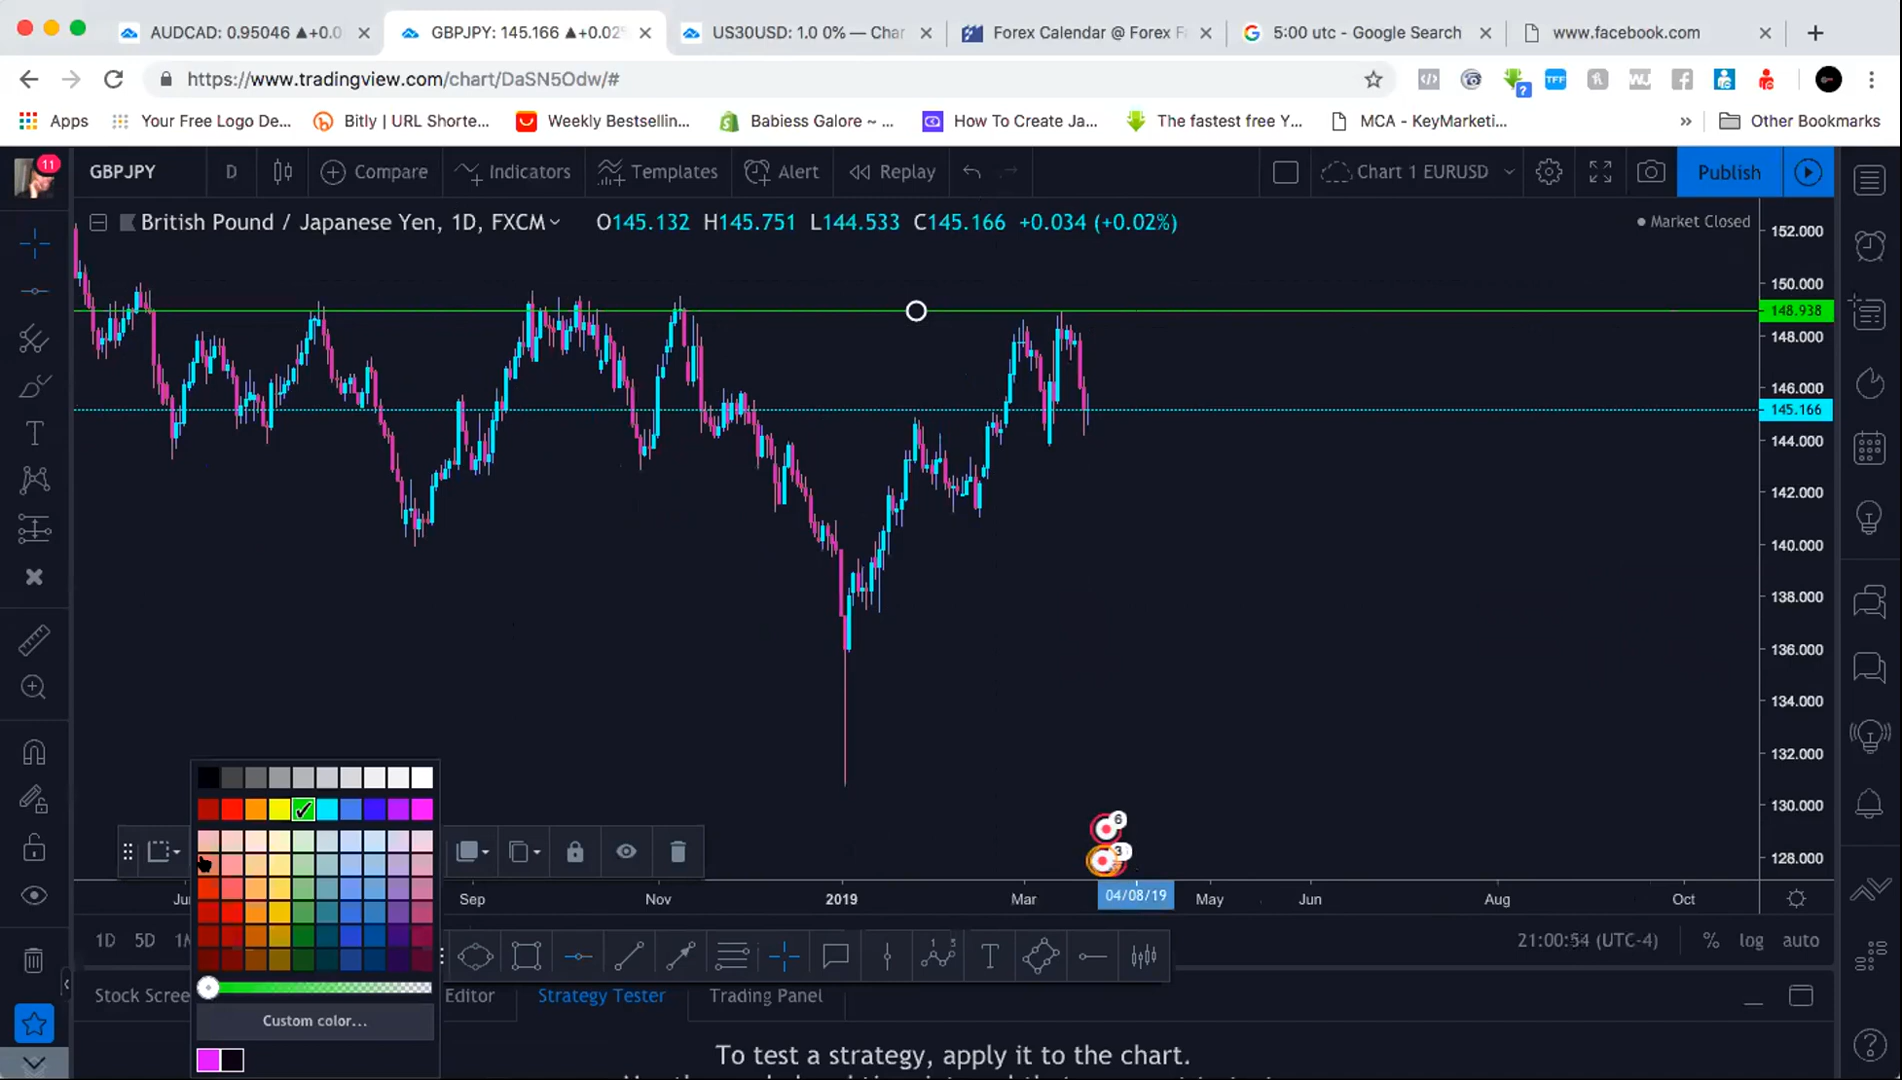 AUDCAD: 0.95046 ▲+0.0
GBPJPY: 145.166 ▲+0.02%
US30USD: 1.0 0% — Char
Forex Calendar @ Forex F
5:00 utc - Google Search
www.facebook.com
https://www.tradingview.com/chart/DaSN5Odw/#
TFF
WJ
?
Apps
Your Free Logo De...
Bitly | URL Shorte...
Weekly Bestsellin...
Babiess Galore ~ ...
How To Create Ja...
The fastest free Y...
MCA - KeyMarketi...
»
Other Bookmarks
11
GBPJPY
D
Compare
Indicators
Templates
Alert
Replay
Chart 1 EURUSD
Publish
British Pound / Japanese Yen, 1D, FXCM
O145.132 H145.751 L144.533 C145.166 +0.034 (+0.02%)
Market Closed
152.000
150.000
148.938
148.000
146.000
145.166
144.000
142.000
140.000
138.000
136.000
134.000
132.000
130.000
128.000
6
3
Sep
Nov
2019
Mar
04/08/19
May
Jun
Aug
Oct
1D
5D
21:00:54 (UTC-4)
%
log
auto
T
Stock Scree
Editor
Strategy Tester
Trading Panel
Custom color...
To test a strategy, apply it to the chart.